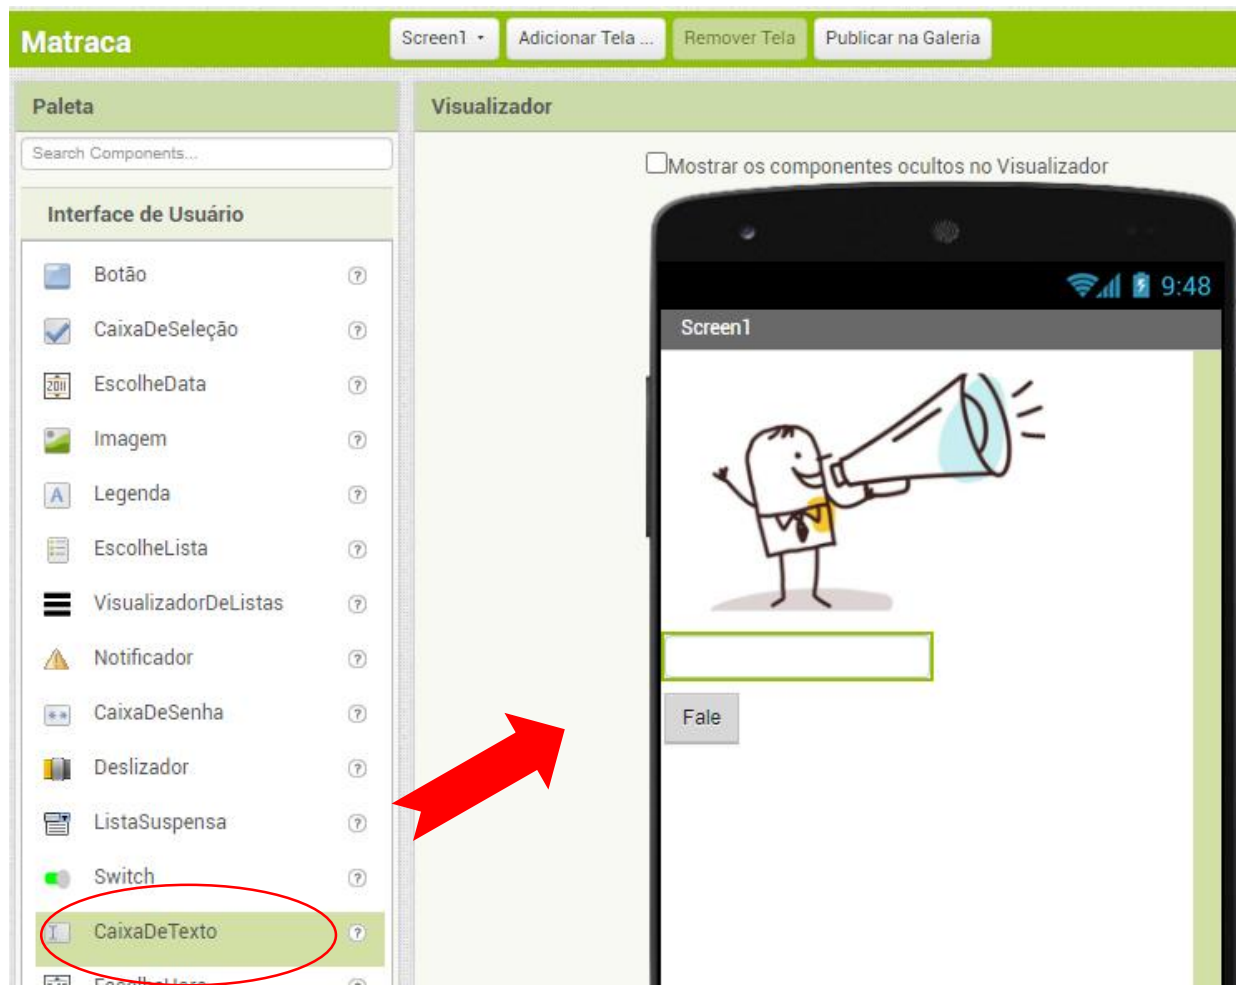 Matraca
Screen1
Adicionar Tela ...
Remover Tela
Publicar na Galeria
Paleta
Search Components...
Interface de Usuário
Botão
CaixaDeSeleção
EscolheData
Imagem
Legenda
EscolheLista
VisualizadorDeListas
Notificador
CaixaDeSenha
Deslizador
ListaSuspensa
Switch
CaixaDeTexto
Visualizador
Mostrar os componentes ocultos no Visualizador
9:48
Screen1
Fale